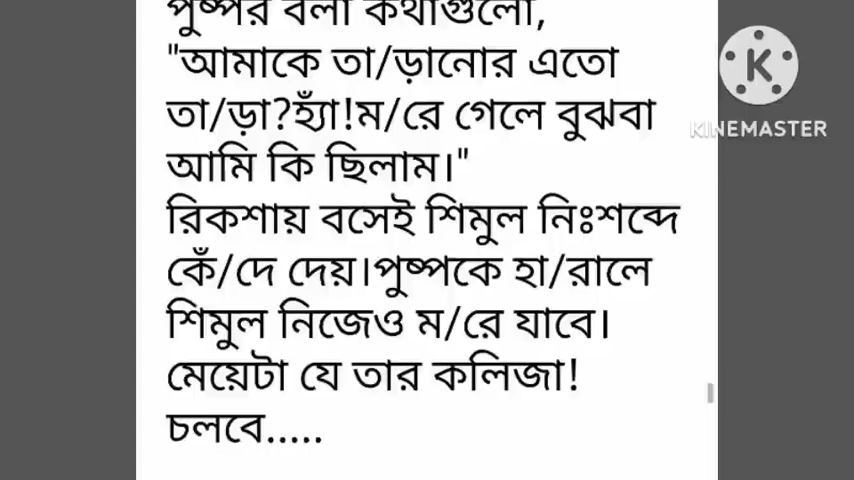 পুষ্পর বলা কথাগুলো,
"আমাকে তা/ড়ানোর এতো
তা/ড়া?হ্যাঁ!ম/রে গেলে বুঝবা
আমি কি ছিলাম।"
রিকশায় বসেই শিমুল নিঃশব্দে
কেঁ/দে দেয়।পুষ্পকে হা/রালে
শিমুল নিজেও ম/রে যাবে।
মেয়েটা যে তার কলিজা!
চলবে.....
K
KINEMASTER